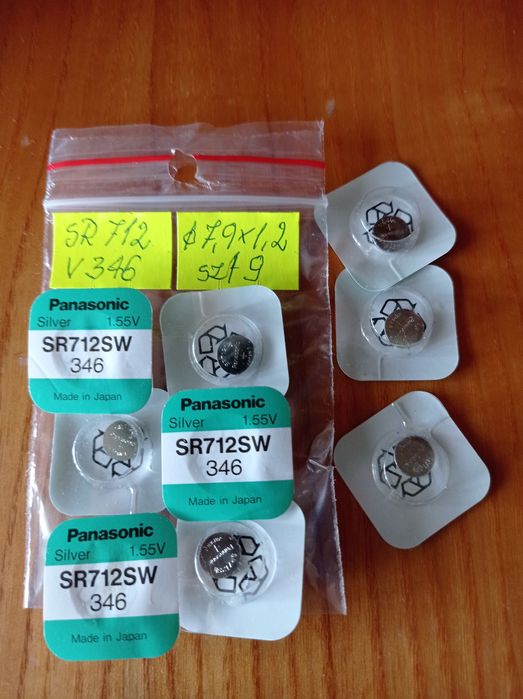 SR 712
V 346
Φ 7,9 x 1,2
SZT 9
Panasonic
Silver 1.55V
SR712SW
346
Made in Japan
Panasonic
Silver 1.55V
SR712SW
346
Made in Japan
Panasonic
Silver 1.55V
SR712SW
346
Made in Japan